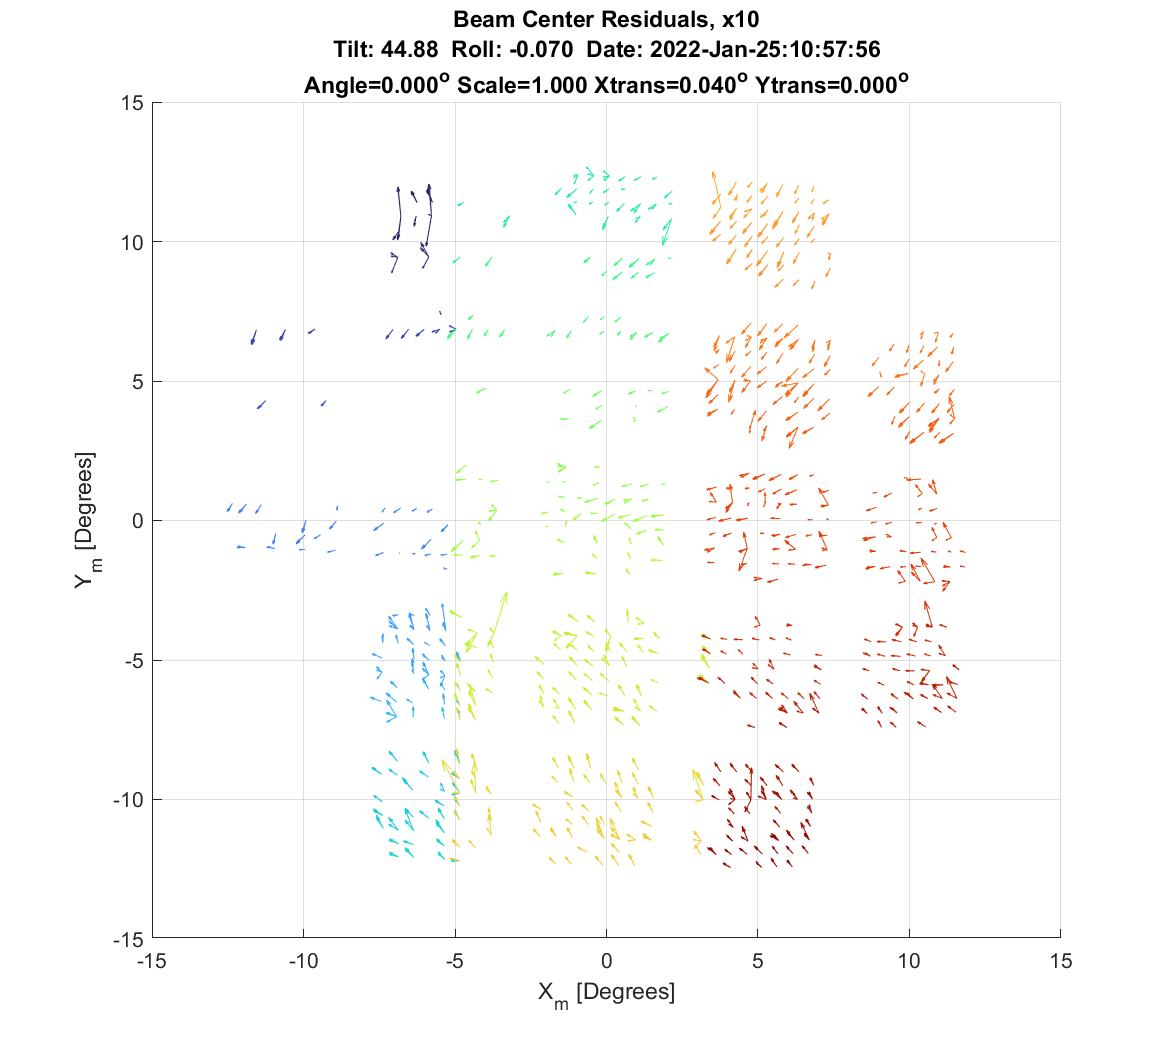 Beam Center Residuals, x10
Tilt: 44.88 Roll: -0.070 Date: 2022-Jan-25:10:57:56
Angle=0.000° Scale=1.000 Xtrans=0.040° Ytrans=0.000°
15
10
5
0
-5
-10
-15
Y_m [Degrees]
-15 -10 -5 0 5 10 15
X_m [Degrees]